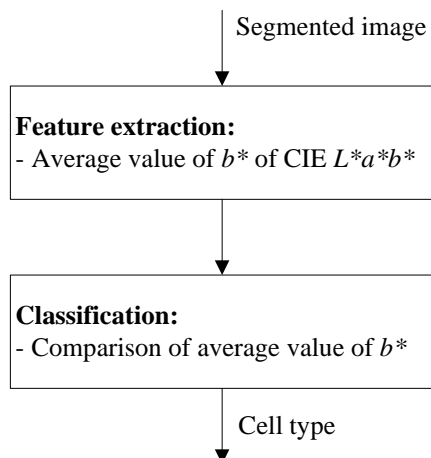 Segmented image
Feature extraction:
- Average value of b* of CIE L*a*b*
Classification:
- Comparison of average value of b*
Cell type